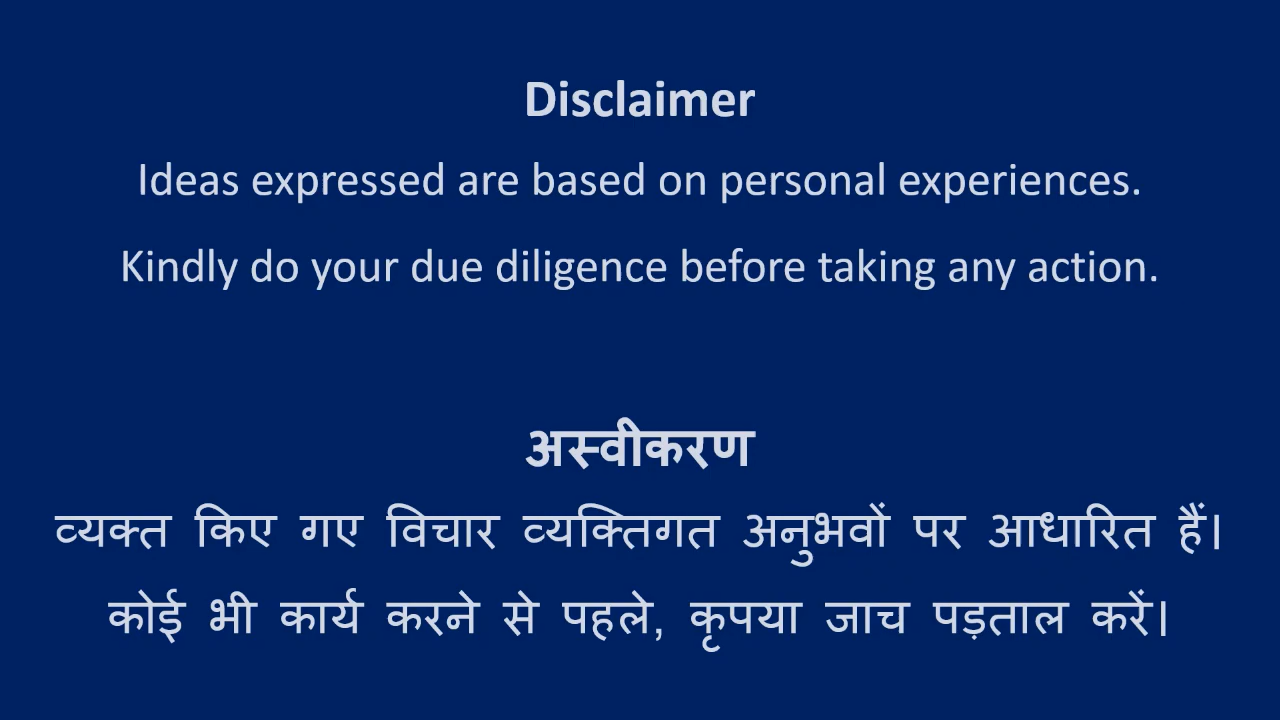 Disclaimer
Ideas expressed are based on personal experiences.
Kindly do your due diligence before taking any action.
अस्वीकरण
व्यक्त किए गए विचार व्यक्तिगत अनुभवों पर आधारित हैं।
कोई भी कार्य करने से पहले, कृपया जाच पड़ताल करें।